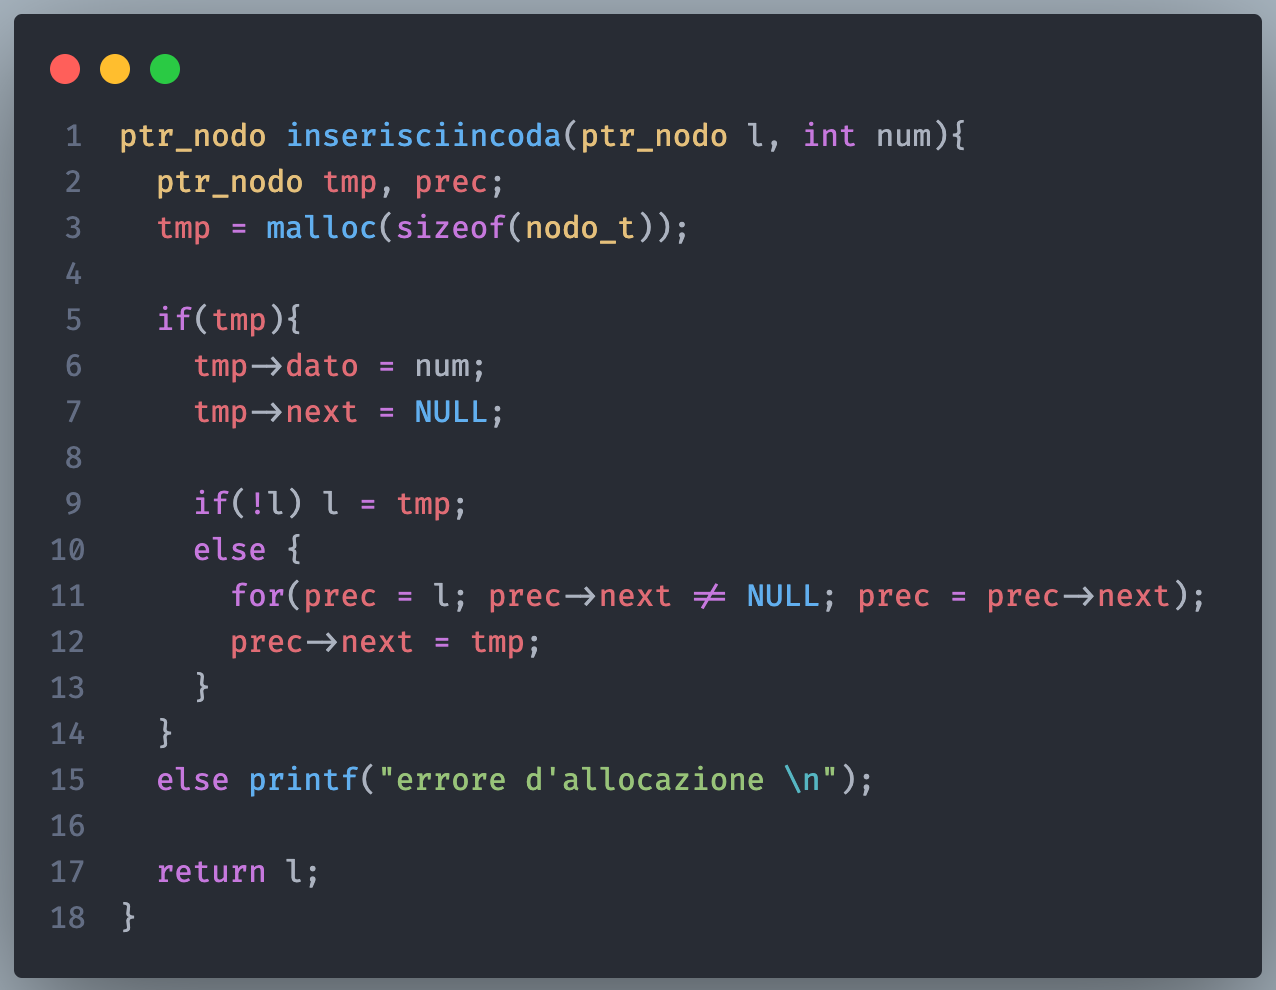 1 ptr_nodo inserisciincoda(ptr_nodo l, int num){
2 ptr_nodo tmp, prec;
3 tmp = malloc(sizeof(nodo_t));
4
5 if(tmp){
6 tmp->dato = num;
7 tmp->next = NULL;
8
9 if(!l) l = tmp;
10 else {
11 for(prec = l; prec->next != NULL; prec = prec->next);
12 prec->next = tmp;
13 }
14 }
15 else printf("errore d'allocazione \n");
16
17 return l;
18 }